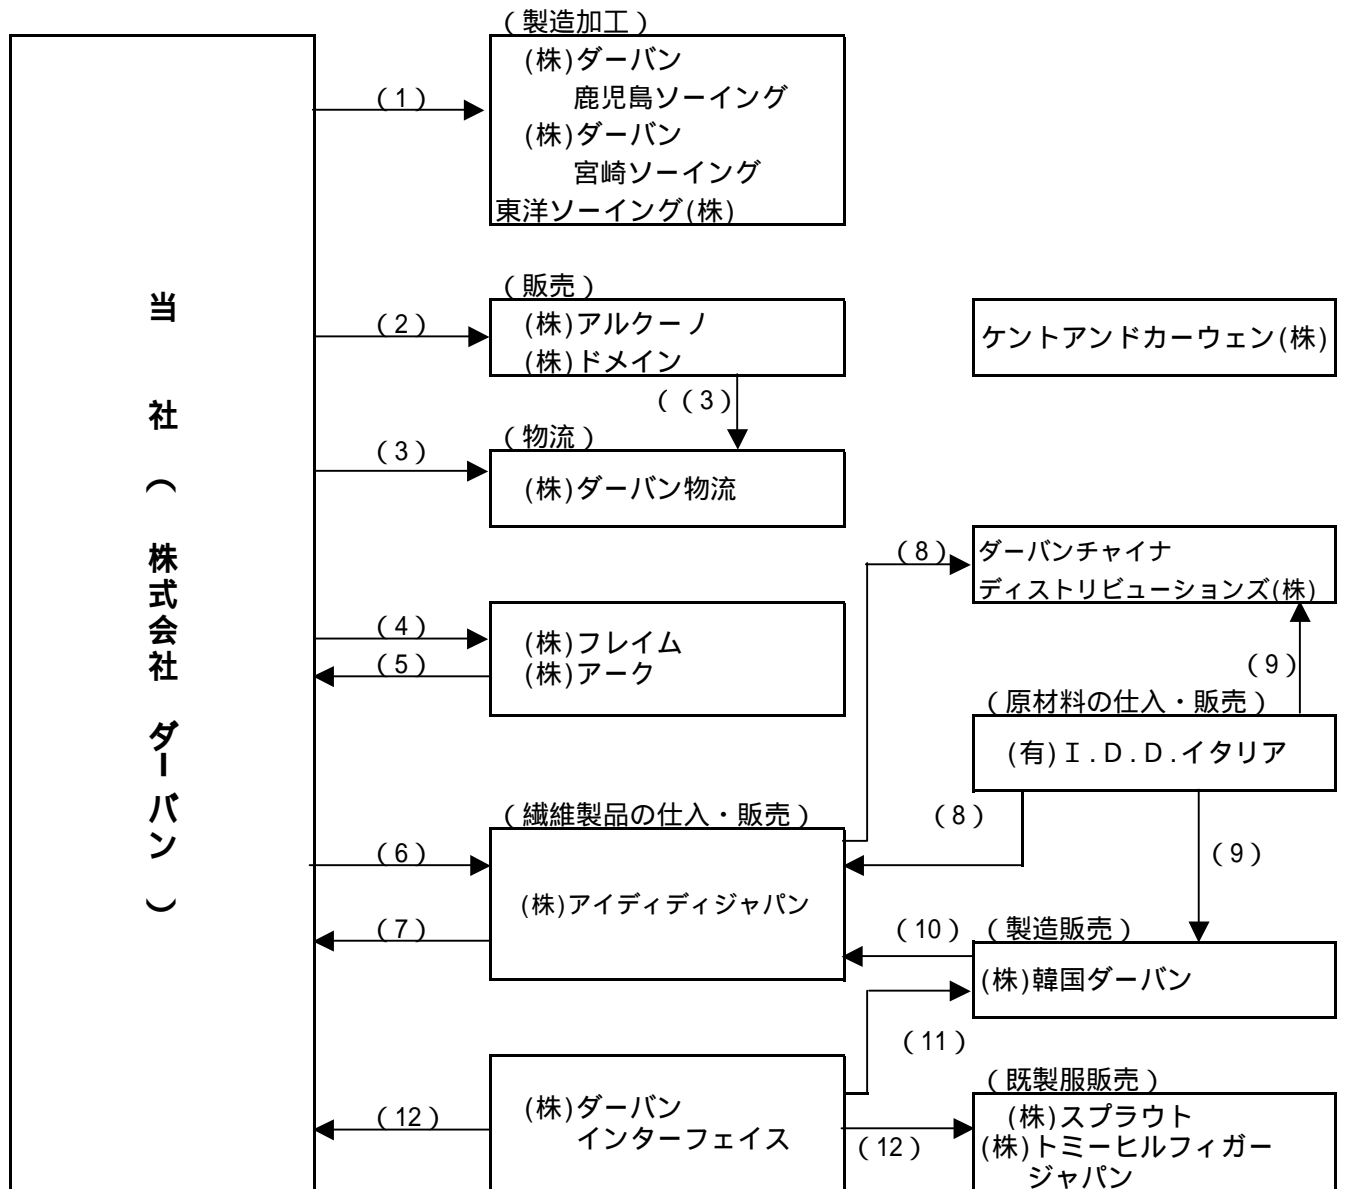 （製造加工）
(株)ダーバン
鹿児島ソーイング
(株)ダーバン
宮崎ソーイング
東洋ソーイング(株)
（1）
（販売）
(株)アルクーノ
(株)ドメイン
（2）
ケントアンドカーウェン(株)
（（3）
（物流）
(株)ダーバン物流
（3）
当社（株式会社ダーバン）
（8）
ダーバンチャイナ
ディストリビューションズ(株)
（4）
（5）
(株)フレイム
(株)アーク
（9）
（原材料の仕入・販売）
(有)Ｉ.Ｄ.Ｄ.イタリア
（繊維製品の仕入・販売）
（8）
（9）
（6）
(株)アイディディジャパン
（7）
（10）
（製造販売）
(株)韓国ダーバン
（11）
(株)ダーバン
インターフェイス
（12）
（12）
（既製服販売）
(株)スプラウト
(株)トミーヒルフィガー
ジャパン